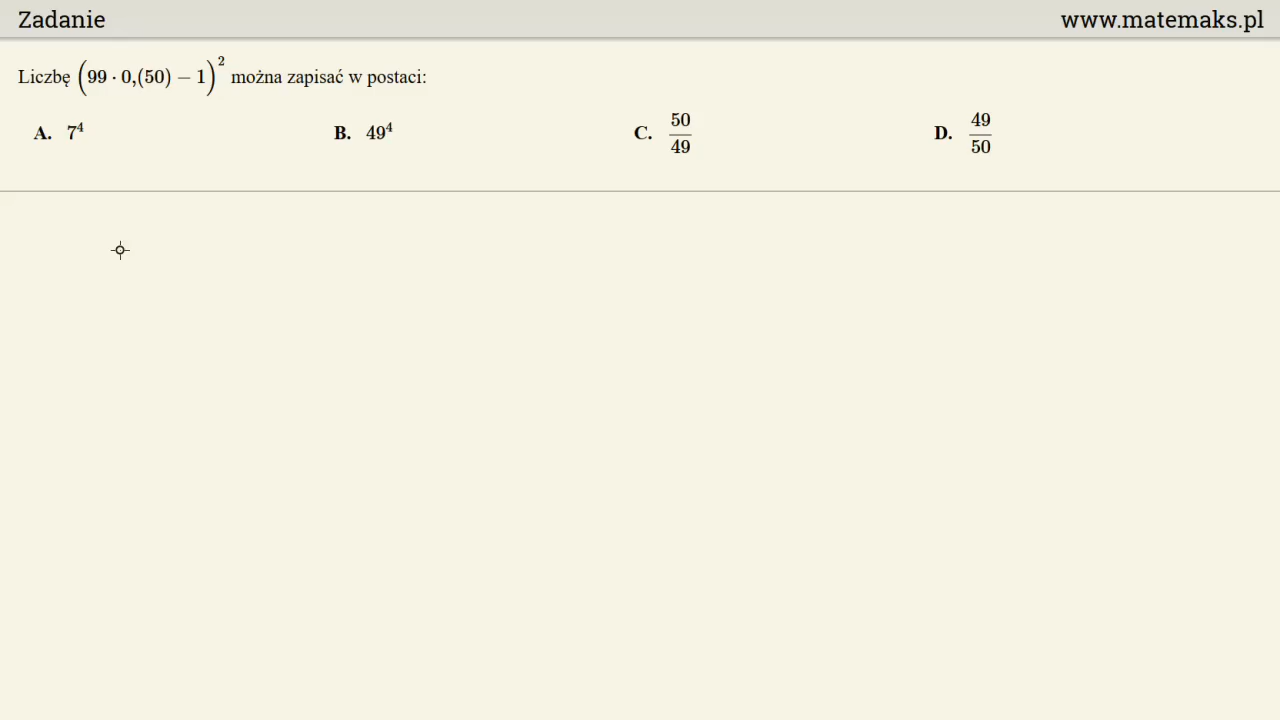 Zadanie www.matemaks.pl
Liczbę (99 · 0,(50) − 1)² można zapisać w postaci:
A. 7⁴ B. 49⁴ C. 50/49 D. 49/50